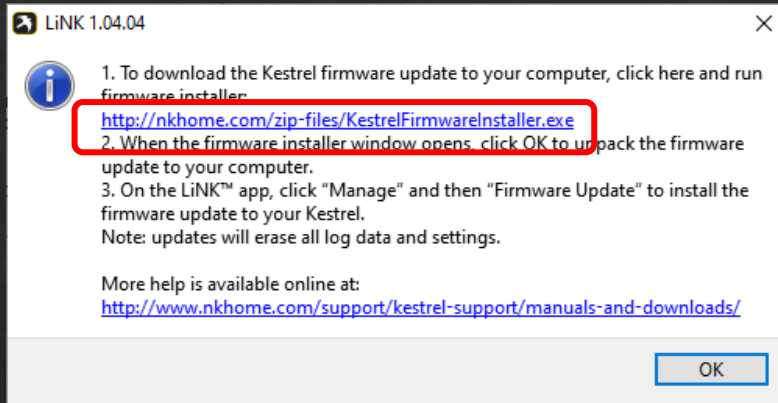 LiNK 1.04.04
1. To download the Kestrel firmware update to your computer, click here and run
firmware installer:
http://nkhome.com/zip-files/KestrelFirmwareInstaller.exe
2. When the firmware installer window opens, click OK to unpack the firmware
update to your computer.
3. On the LiNK™ app, click "Manage" and then "Firmware Update" to install the
firmware update to your Kestrel.
Note: updates will erase all log data and settings.
More help is available online at:
http://www.nkhome.com/support/kestrel-support/manuals-and-downloads/
OK